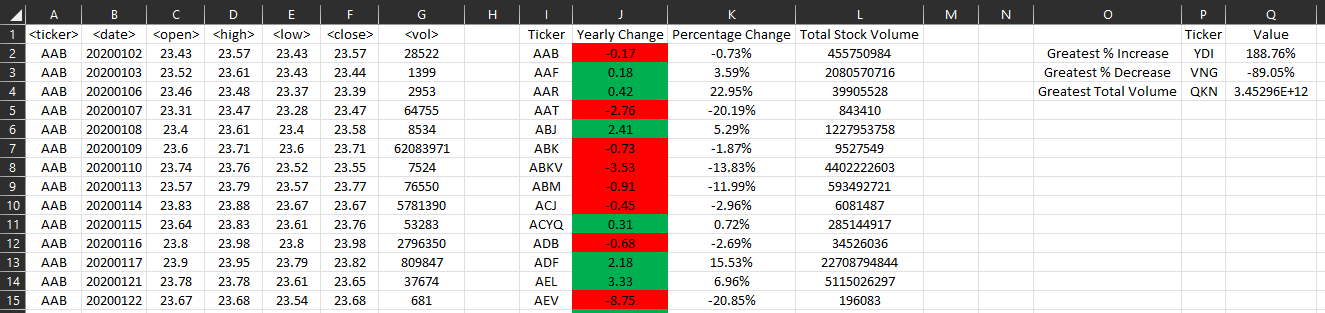 A B C D E F G H I J K L M N O P Q
1 <ticker> <date> <open> <high> <low> <close> <vol> Ticker Yearly Change Percentage Change Total Stock Volume Ticker Value
2 AAB 20200102 23.43 23.57 23.43 23.57 28522 AAB -0.17 -0.73% 455750984 Greatest % Increase YDI 188.76%
3 AAB 20200103 23.52 23.61 23.43 23.44 1399 AAF 0.18 3.59% 2080570716 Greatest % Decrease VNG -89.05%
4 AAB 20200106 23.46 23.48 23.37 23.39 2953 AAR 0.42 22.95% 39905528 Greatest Total Volume QKN 3.45296E+12
5 AAB 20200107 23.31 23.47 23.28 23.47 64755 AAT -2.76 -20.19% 843410
6 AAB 20200108 23.4 23.61 23.4 23.58 8534 ABJ 2.41 5.29% 1227953758
7 AAB 20200109 23.6 23.71 23.6 23.71 62083971 ABK -0.73 -1.87% 9527549
8 AAB 20200110 23.74 23.76 23.52 23.55 7524 ABKV -3.53 -13.83% 4402222603
9 AAB 20200113 23.57 23.79 23.57 23.77 76550 ABM -0.91 -11.99% 593492721
10 AAB 20200114 23.83 23.88 23.67 23.67 5781390 ACJ -0.45 -2.96% 6081487
11 AAB 20200115 23.64 23.83 23.61 23.76 53283 ACYQ 0.31 0.72% 285144917
12 AAB 20200116 23.8 23.98 23.8 23.98 2796350 ADB -0.68 -2.69% 34526036
13 AAB 20200117 23.9 23.95 23.79 23.82 809847 ADF 2.18 15.53% 22708794844
14 AAB 20200121 23.78 23.78 23.61 23.65 37674 AEL 3.33 6.96% 5115026297
15 AAB 20200122 23.67 23.68 23.54 23.68 681 AEV -8.75 -20.85% 196083